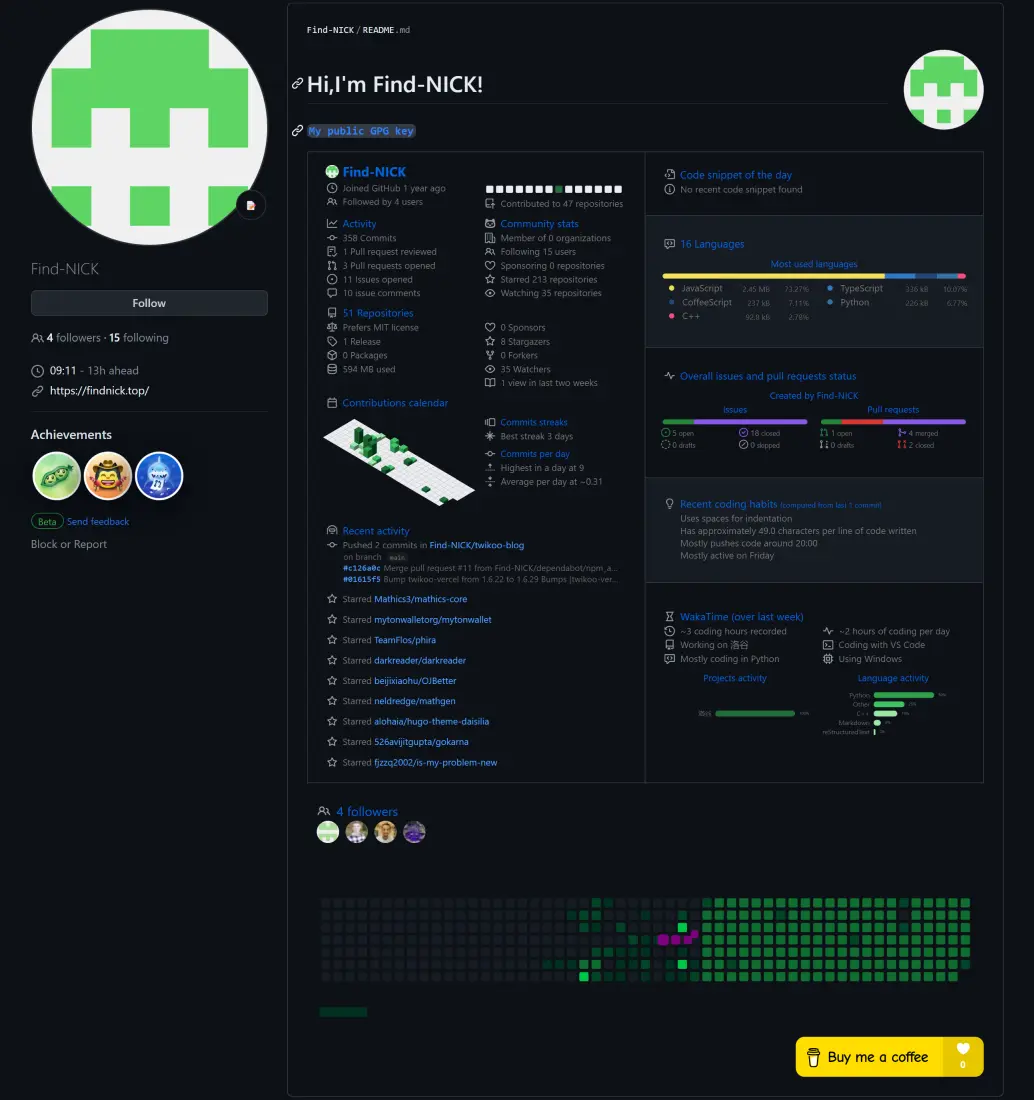 Find-NICK
Follow
4 followers · 15 following
09:11 - 13h ahead
https://findnick.top/
Achievements
Beta Send feedback
Block or Report
Find-NICK/README.md
Hi,I'm Find-NICK!
My public GPG key
Find-NICK
Joined GitHub 1 year ago
Followed by 4 users
Contributed to 47 repositories
Activity
358 Commits
1 Pull request reviewed
3 Pull requests opened
11 Issues opened
10 issue comments
Community stats
Member of 0 organizations
Following 15 users
Sponsoring 0 repositories
Starred 213 repositories
Watching 35 repositories
51 Repositories
Prefers MIT license
1 Release
0 Packages
594 MB used
0 Sponsors
8 Stargazers
0 Forkers
35 Watchers
1 view in last two weeks
Contributions calendar
Commits streaks
Best streak 3 days
Commits per day
Highest in a day at 9
Average per day at ~0.31
Recent activity
Pushed 2 commits in Find-NICK/twikoo-blog
on branch main
#c126a0c Merge pull request #11 from Find-NICK/dependabot/npm_a...
#01615f5 Bump twikoo-vercel from 1.6.22 to 1.6.29 Bumps [twikoo-ver...
Starred Mathics3/mathics-core
Starred mytonwalletorg/mytonwallet
Starred TeamFlos/phira
Starred darkreader/darkreader
Starred beijixiaohu/OJBetter
Starred neldredge/mathgen
Starred alohaia/hugo-theme-daisilia
Starred 526avijitgupta/gokarna
Starred fjzzq2002/is-my-problem-new
Code snippet of the day
No recent code snippet found
16 Languages
Most used languages
JavaScript 2.45 MB 73.27%
TypeScript 336 kB 10.07%
CoffeeScript 237 kB 7.11%
Python 226 kB 6.77%
C++ 92.8 kB 2.78%
Overall issues and pull requests status
Created by Find-NICK
Issues
5 open 18 closed
0 drafts 0 skipped
Pull requests
1 open 4 merged
0 drafts 2 closed
Recent coding habits (compared from last 1 commit)
Uses spaces for indentation
Has approximately 49.0 characters per line of code written
Mostly pushes code around 20:00
Mostly active on Friday
WakaTime (over last week)
~3 coding hours recorded
Working on 洛谷
Mostly coding in Python
~2 hours of coding per day
Coding with VS Code
Using Windows
Projects activity
洛谷
Language activity
Python
Other
C++
Markdown
reStructuredText
4 followers
Buy me a coffee
0